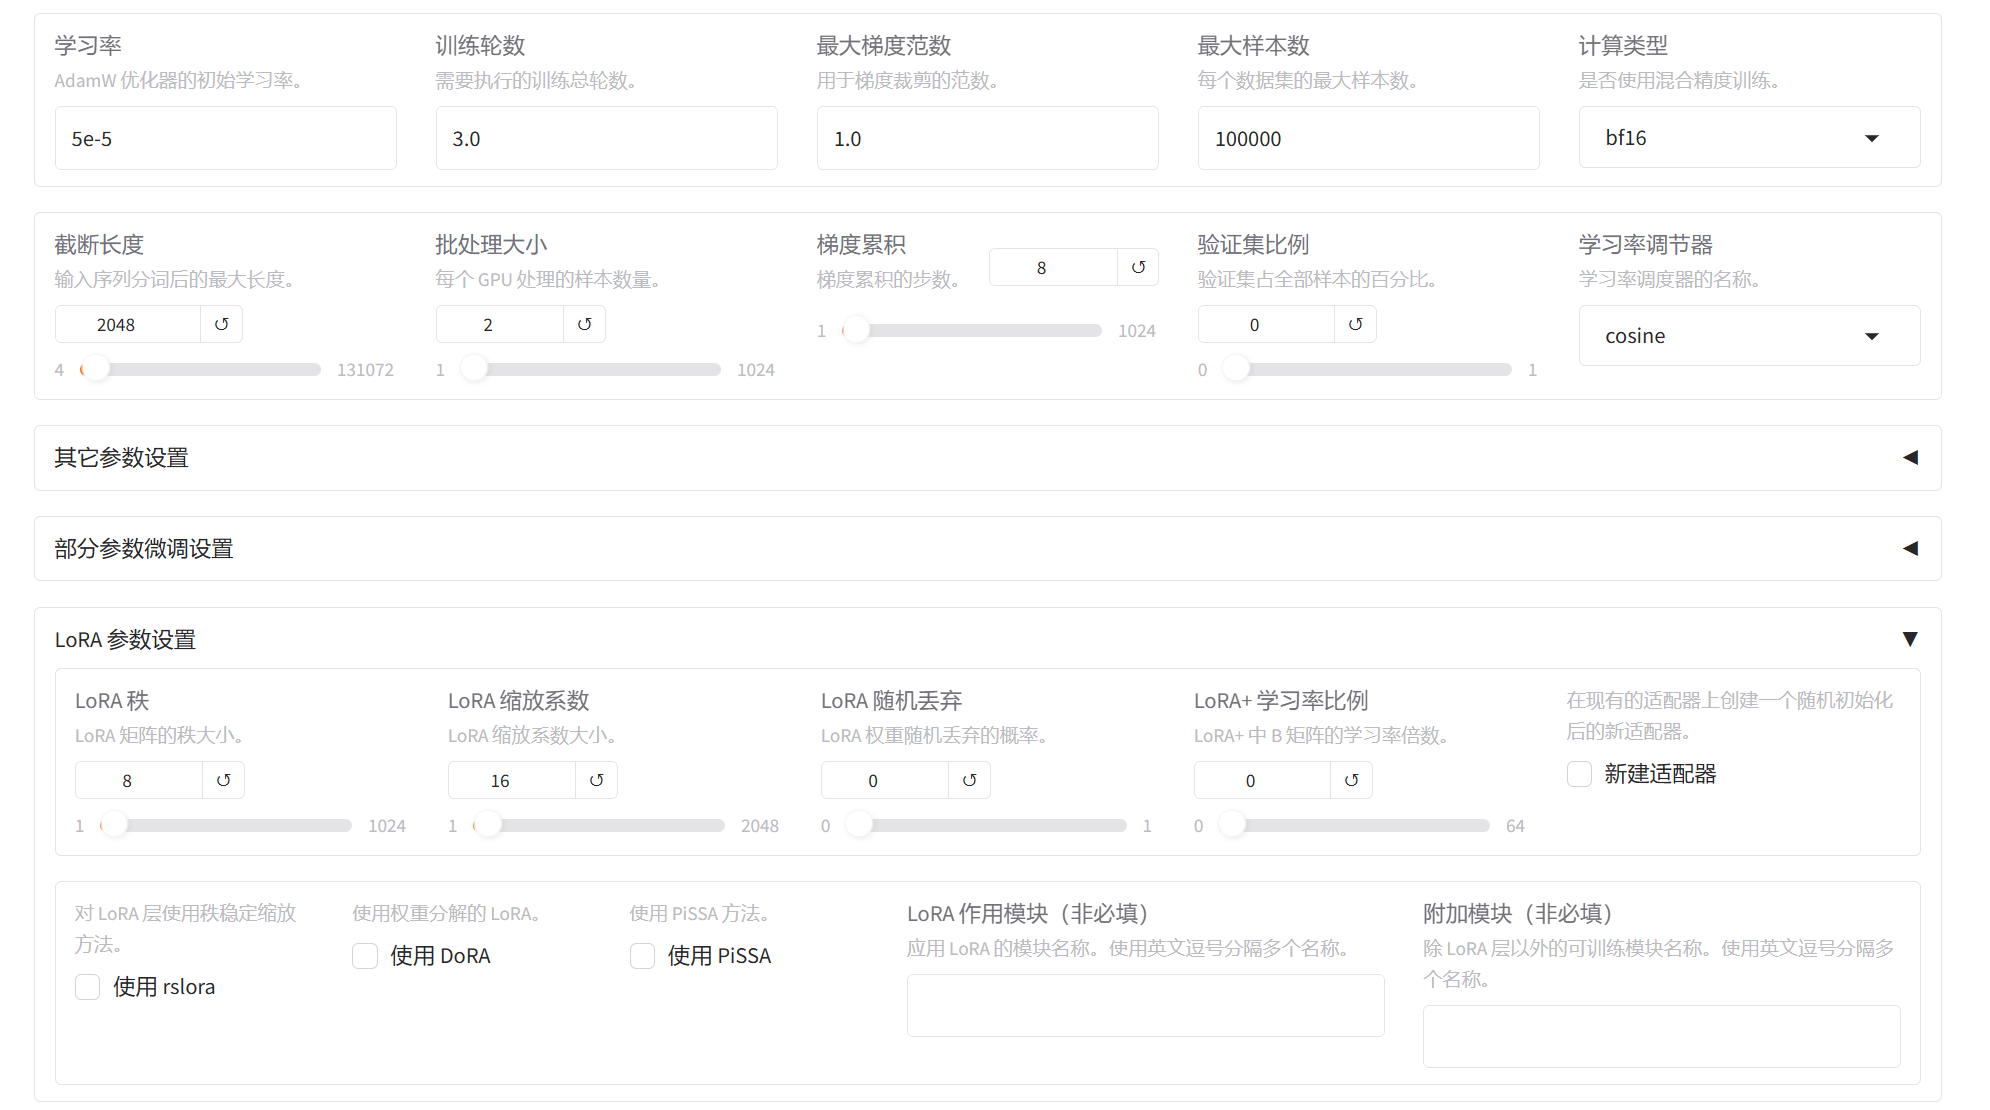 学习率
AdamW 优化器的初始学习率。
5e-5
训练轮数
需要执行的训练总轮数。
3.0
最大梯度范数
用于梯度裁剪的范数。
1.0
最大样本数
每个数据集的最大样本数。
100000
计算类型
是否使用混合精度训练。
bf16
截断长度
输入序列分词后的最大长度。
2048
4
131072
批处理大小
每个 GPU 处理的样本数量。
2
1
1024
梯度累积
梯度累积的步数。
8
1
1024
验证集比例
验证集占全部样本的百分比。
0
0
1
学习率调节器
学习率调度器的名称。
cosine
其它参数设置
部分参数微调设置
LoRA 参数设置
LoRA 秩
LoRA 矩阵的秩大小。
8
1
1024
LoRA 缩放系数
LoRA 缩放系数大小。
16
1
2048
LoRA 随机丢弃
LoRA 权重随机丢弃的概率。
0
0
1
LoRA+ 学习率比例
LoRA+ 中 B 矩阵的学习率倍数。
0
0
64
在现有的适配器上创建一个随机初始化
后的新适配器。
新建适配器
对 LoRA 层使用秩稳定缩放
方法。
使用 rslora
使用权重分解的 LoRA。
使用 DoRA
使用 PiSSA 方法。
使用 PiSSA
LoRA 作用模块（非必填）
应用 LoRA 的模块名称。使用英文逗号分隔多个名称。
附加模块（非必填）
除 LoRA 层以外的可训练模块名称。使用英文逗号分隔多
个名称。